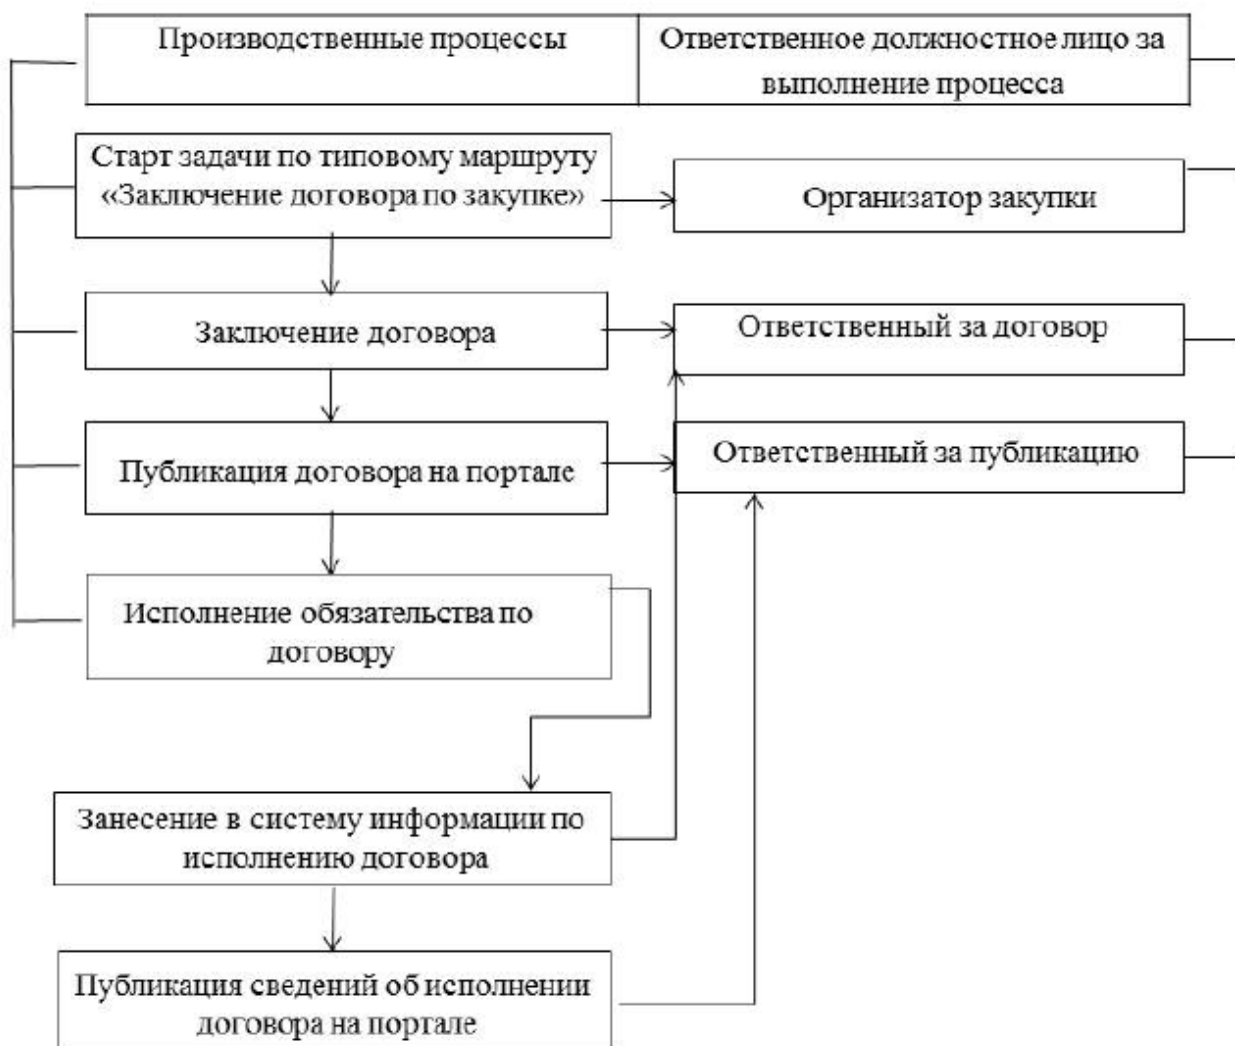 Производственные процессы
Ответственное должностное лицо за
выполнение процесса
Старт задачи по типовому маршруту
«Заключение договора по закупке»
Организатор закупки
Заключение договора
Ответственный за договор
Публикация договора на портале
Ответственный за публикацию
Исполнение обязательства по
договору
Занесение в систему информации по
исполнению договора
Публикация сведений об исполнении
договора на портале